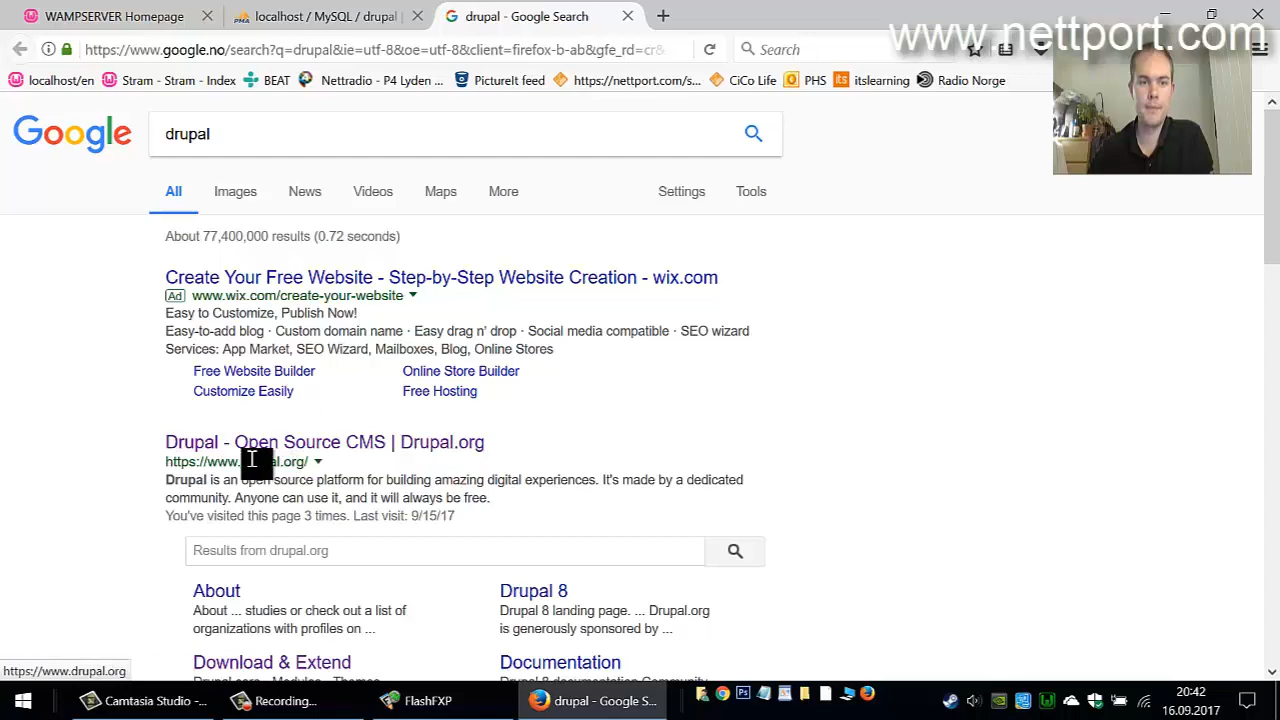 WAMPSERVER Homepage
localhost / MySQL / drupal
drupal - Google Search
www.nettport.com
https://www.google.no/search?q=drupal&ie=utf-8&oe=utf-8&client=firefox-b-ab&gfe_rd=cr&
Search
localhost/en
Stram - Stram - Index
BEAT
Nettradio - P4 Lyden ...
PictureIt feed
https://nettport.com/s...
CiCo Life
PHS
its
itslearning
Radio Norge
Google
drupal
All
Images
News
Videos
Maps
More
Settings
Tools
About 77,400,000 results (0.72 seconds)
Create Your Free Website - Step-by-Step Website Creation - wix.com
Ad www.wix.com/create-your-website
Easy to Customize, Publish Now!
Easy-to-add blog · Custom domain name · Easy drag n' drop · Social media compatible · SEO wizard
Services: App Market, SEO Wizard, Mailboxes, Blog, Online Stores
Free Website Builder
Online Store Builder
Customize Easily
Free Hosting
Drupal - Open Source CMS | Drupal.org
Drupal is an open source platform for building amazing digital experiences. It's made by a dedicated
community. Anyone can use it, and it will always be free.
You've visited this page 3 times. Last visit: 9/15/17
Results from drupal.org
About
Drupal 8
About ... studies or check out a list of
organizations with profiles on ...
Drupal 8 landing page. ... Drupal.org
is generously sponsored by ...
Download & Extend
Documentation
https://www.drupal.org
Camtasia Studio -...
Recording...
FlashFXP
drupal - Google S...
20:42
16.09.2017